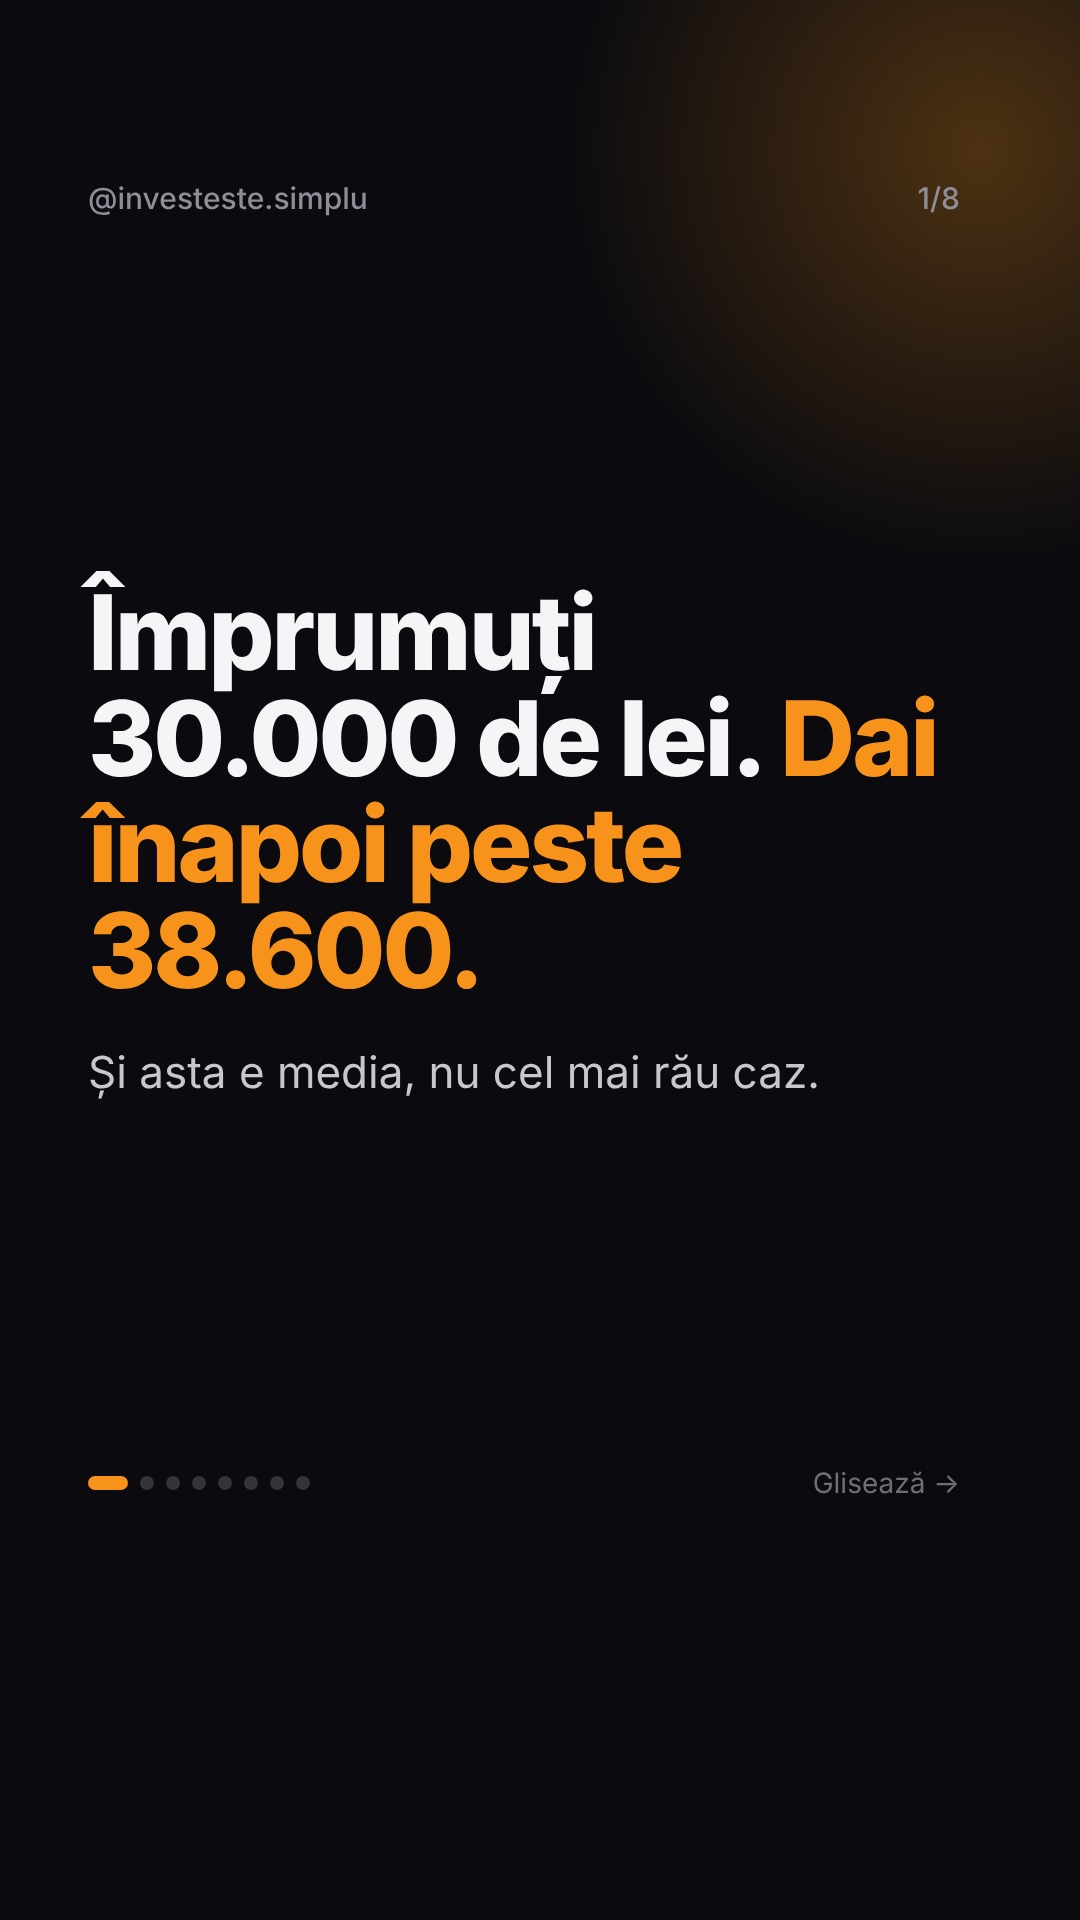 @investeste.simplu
1/8
Împrumuți
30.000 de lei. Dai
înapoi peste
38.600.
Și asta e media, nu cel mai rău caz.
Glisează →